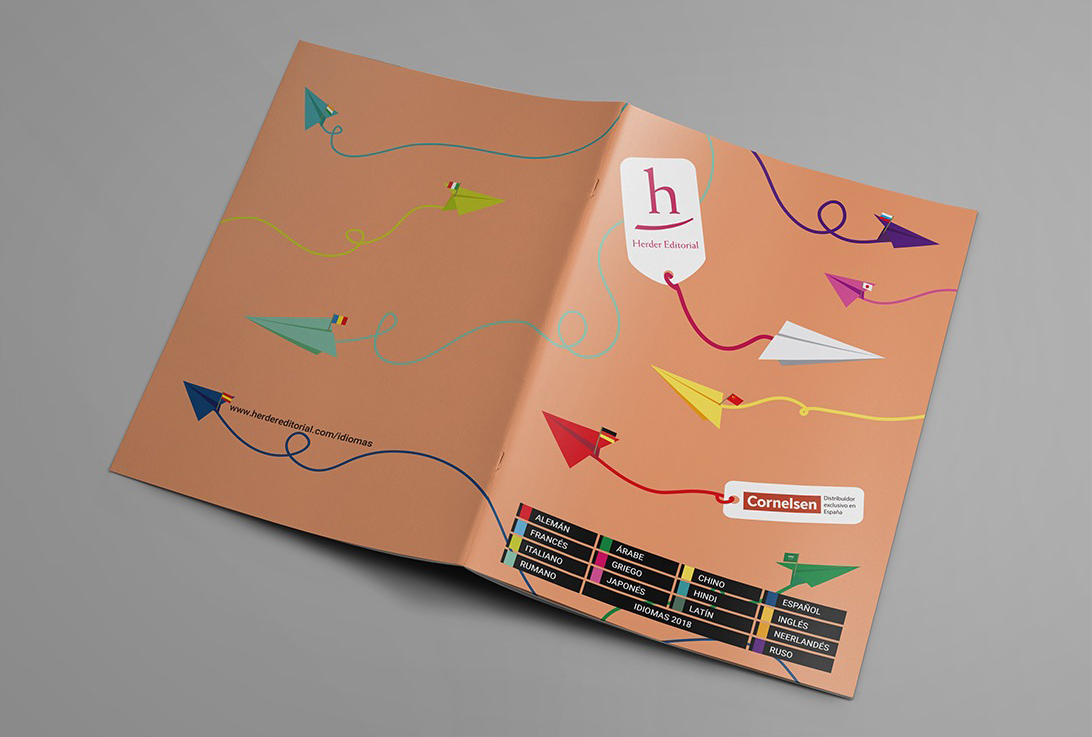 www.herdereditorial.com/idiomas
h
Herder Editorial
Cornelsen
Distribuidor
exclusivo en
España
ALEMÁN
FRANCÉS
ITALIANO
RUMANO
ÁRABE
GRIEGO
JAPONÉS
CHINO
HINDI
LATÍN
ESPAÑOL
INGLÉS
NEERLANDÉS
RUSO
IDIOMAS 2018